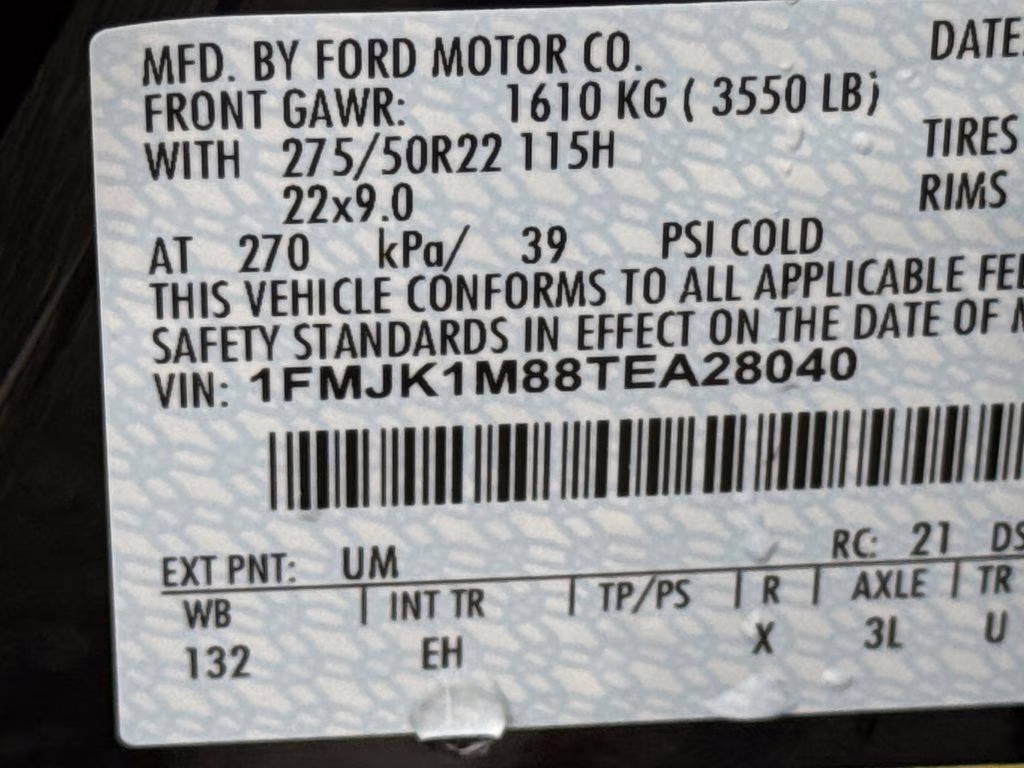 MFD. BY FORD MOTOR CO. DATE:
FRONT GAWR: 1610 KG ( 3550 LB)
WITH 275/50R22 115H TIRES
22x9.0 RIMS
AT 270 kPa/ 39 PSI COLD
THIS VEHICLE CONFORMS TO ALL APPLICABLE FE
SAFETY STANDARDS IN EFFECT ON THE DATE OF M
VIN: 1FMJK1M88TEA28040
EXT PNT: UM RC: 21 DS
WB | INT TR | TP/PS | R | AXLE | TR
132 EH X 3L U